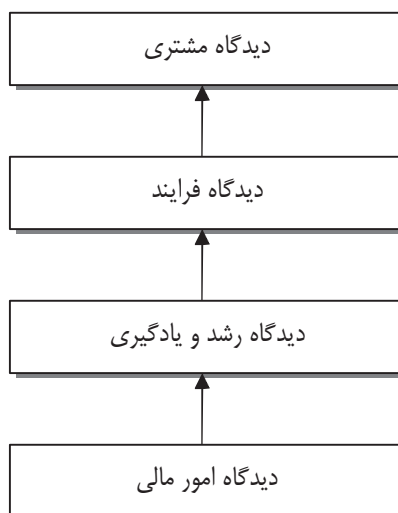 دیدگاه مشتری
دیدگاه فرایند
دیدگاه رشد و یادگیری
دیدگاه امور مالی